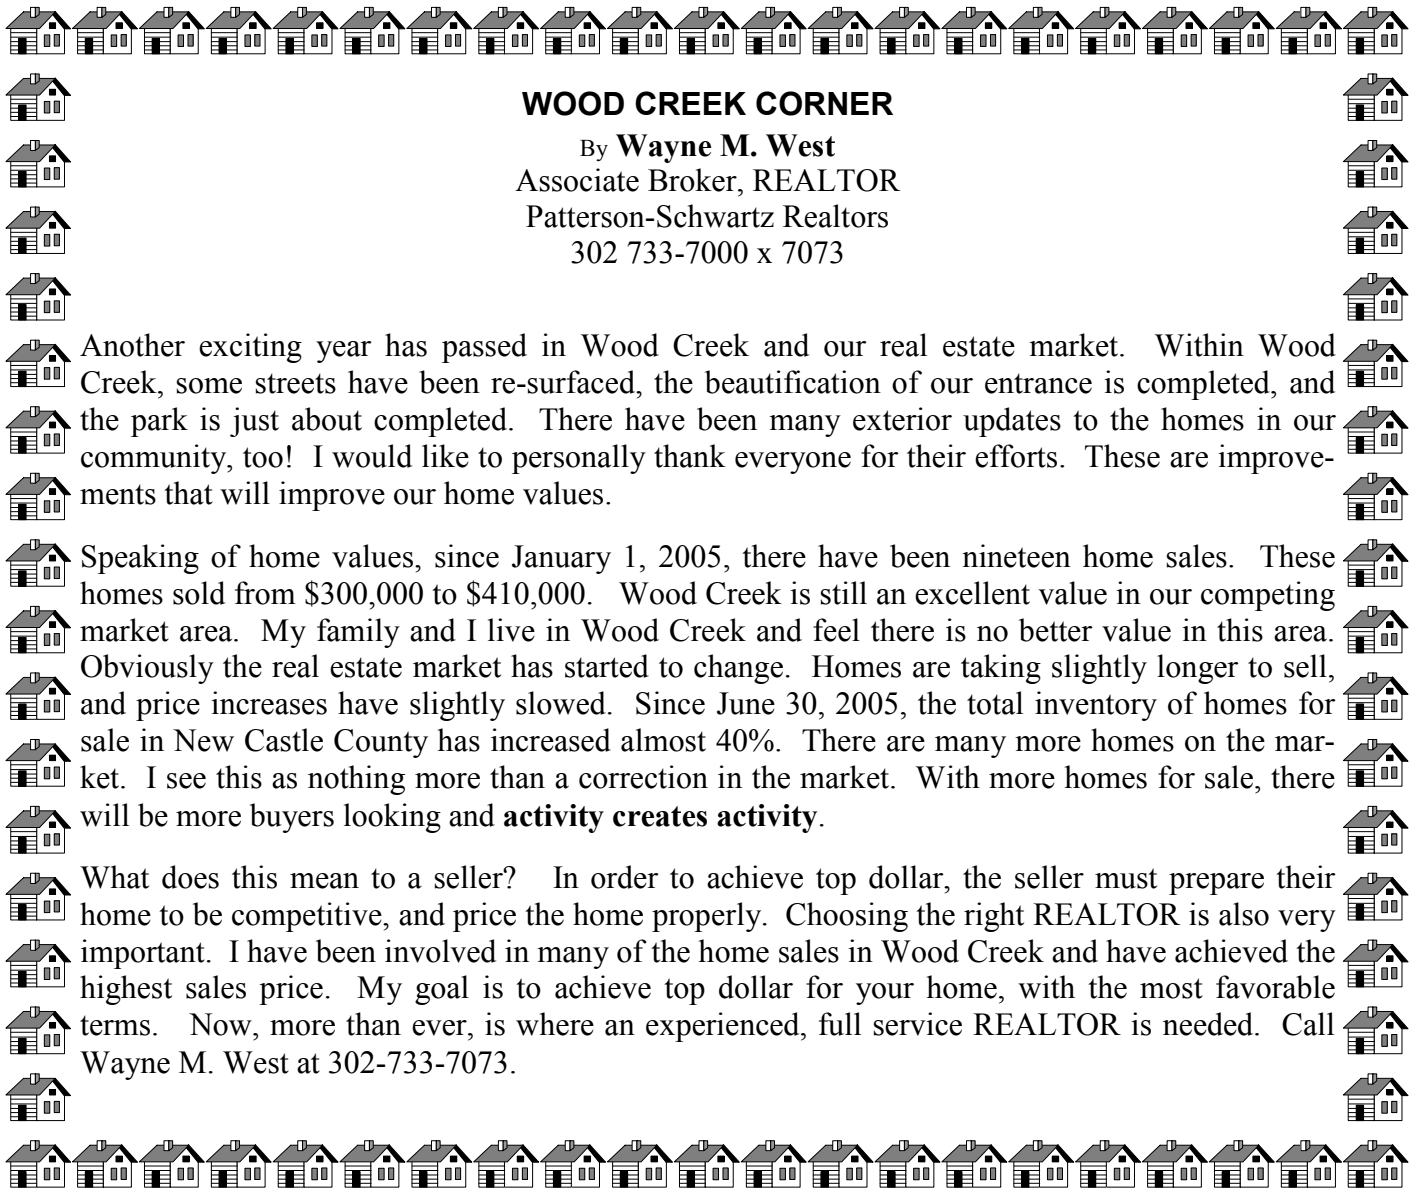 WOOD CREEK CORNER
By Wayne M. West
Associate Broker, REALTOR
Patterson-Schwartz Realtors
302 733-7000 x 7073
Another exciting year has passed in Wood Creek and our real estate market. Within Wood
Creek, some streets have been re-surfaced, the beautification of our entrance is completed, and
the park is just about completed. There have been many exterior updates to the homes in our
community, too! I would like to personally thank everyone for their efforts. These are improve-
ments that will improve our home values.
Speaking of home values, since January 1, 2005, there have been nineteen home sales. These
homes sold from $300,000 to $410,000. Wood Creek is still an excellent value in our competing
market area. My family and I live in Wood Creek and feel there is no better value in this area.
Obviously the real estate market has started to change. Homes are taking slightly longer to sell,
and price increases have slightly slowed. Since June 30, 2005, the total inventory of homes for
sale in New Castle County has increased almost 40%. There are many more homes on the mar-
ket. I see this as nothing more than a correction in the market. With more homes for sale, there
will be more buyers looking and activity creates activity.
What does this mean to a seller? In order to achieve top dollar, the seller must prepare their
home to be competitive, and price the home properly. Choosing the right REALTOR is also very
important. I have been involved in many of the home sales in Wood Creek and have achieved the
highest sales price. My goal is to achieve top dollar for your home, with the most favorable
terms. Now, more than ever, is where an experienced, full service REALTOR is needed. Call
Wayne M. West at 302-733-7073.